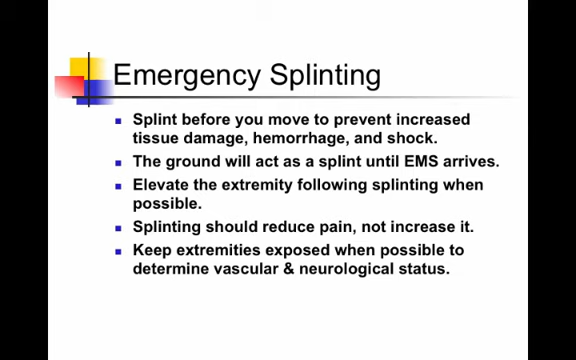 Emergency Splinting
Splint before you move to prevent increased
tissue damage, hemorrhage, and shock.
The ground will act as a splint until EMS arrives.
Elevate the extremity following splinting when
possible.
Splinting should reduce pain, not increase it.
Keep extremities exposed when possible to
determine vascular & neurological status.